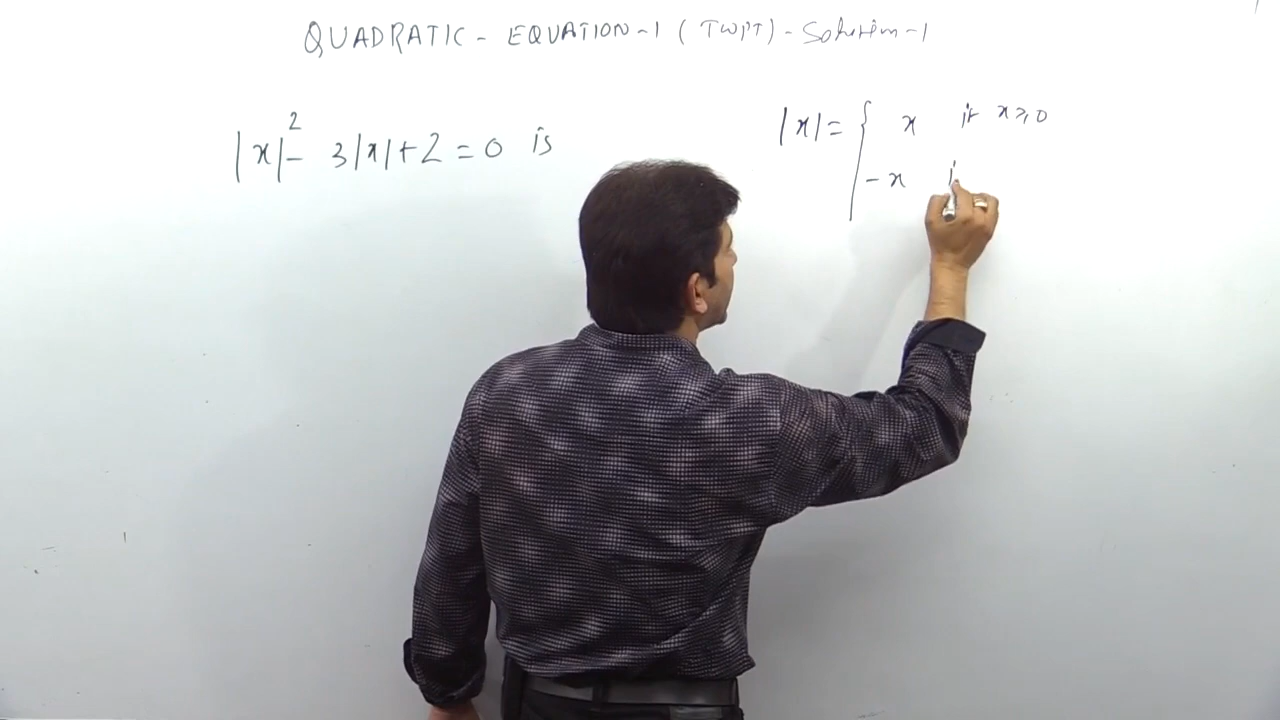 QUADRATIC - EQUATION-1 (TWPT) - Solution-1
|x|² - 3|x|+2=0 is
|x|= { x if x≥0
-x i